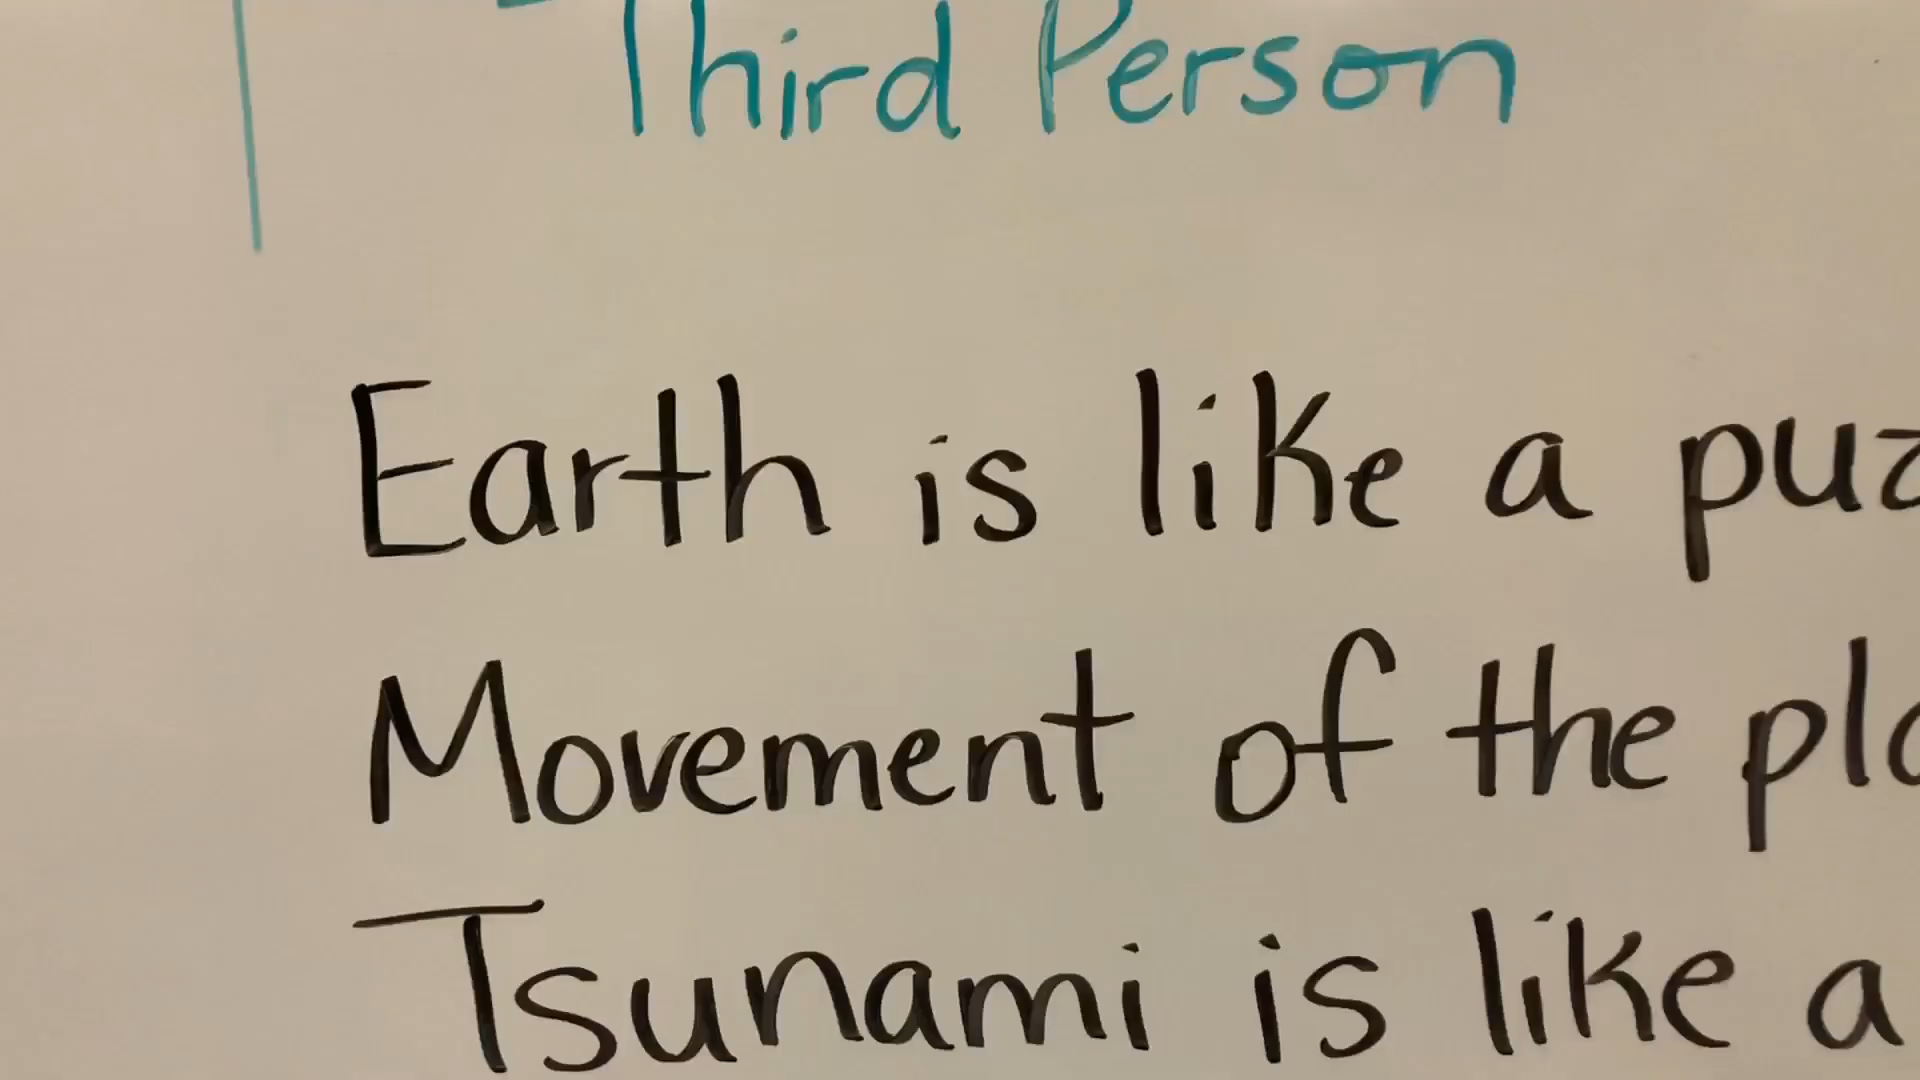 Third Person
Earth is like a
Movement of the
Tsunami is like a